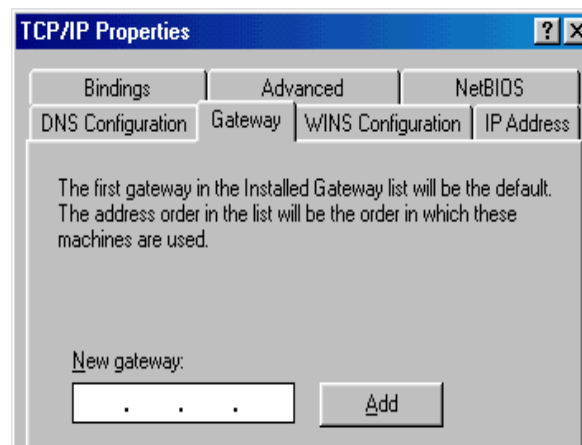 TCP/IP Properties
Bindings Advanced NetBIOS
DNS Configuration Gateway WINS Configuration IP Address
The first gateway in the Installed Gateway list will be the default.
The address order in the list will be the order in which these
machines are used.
New gateway:
. . . Add